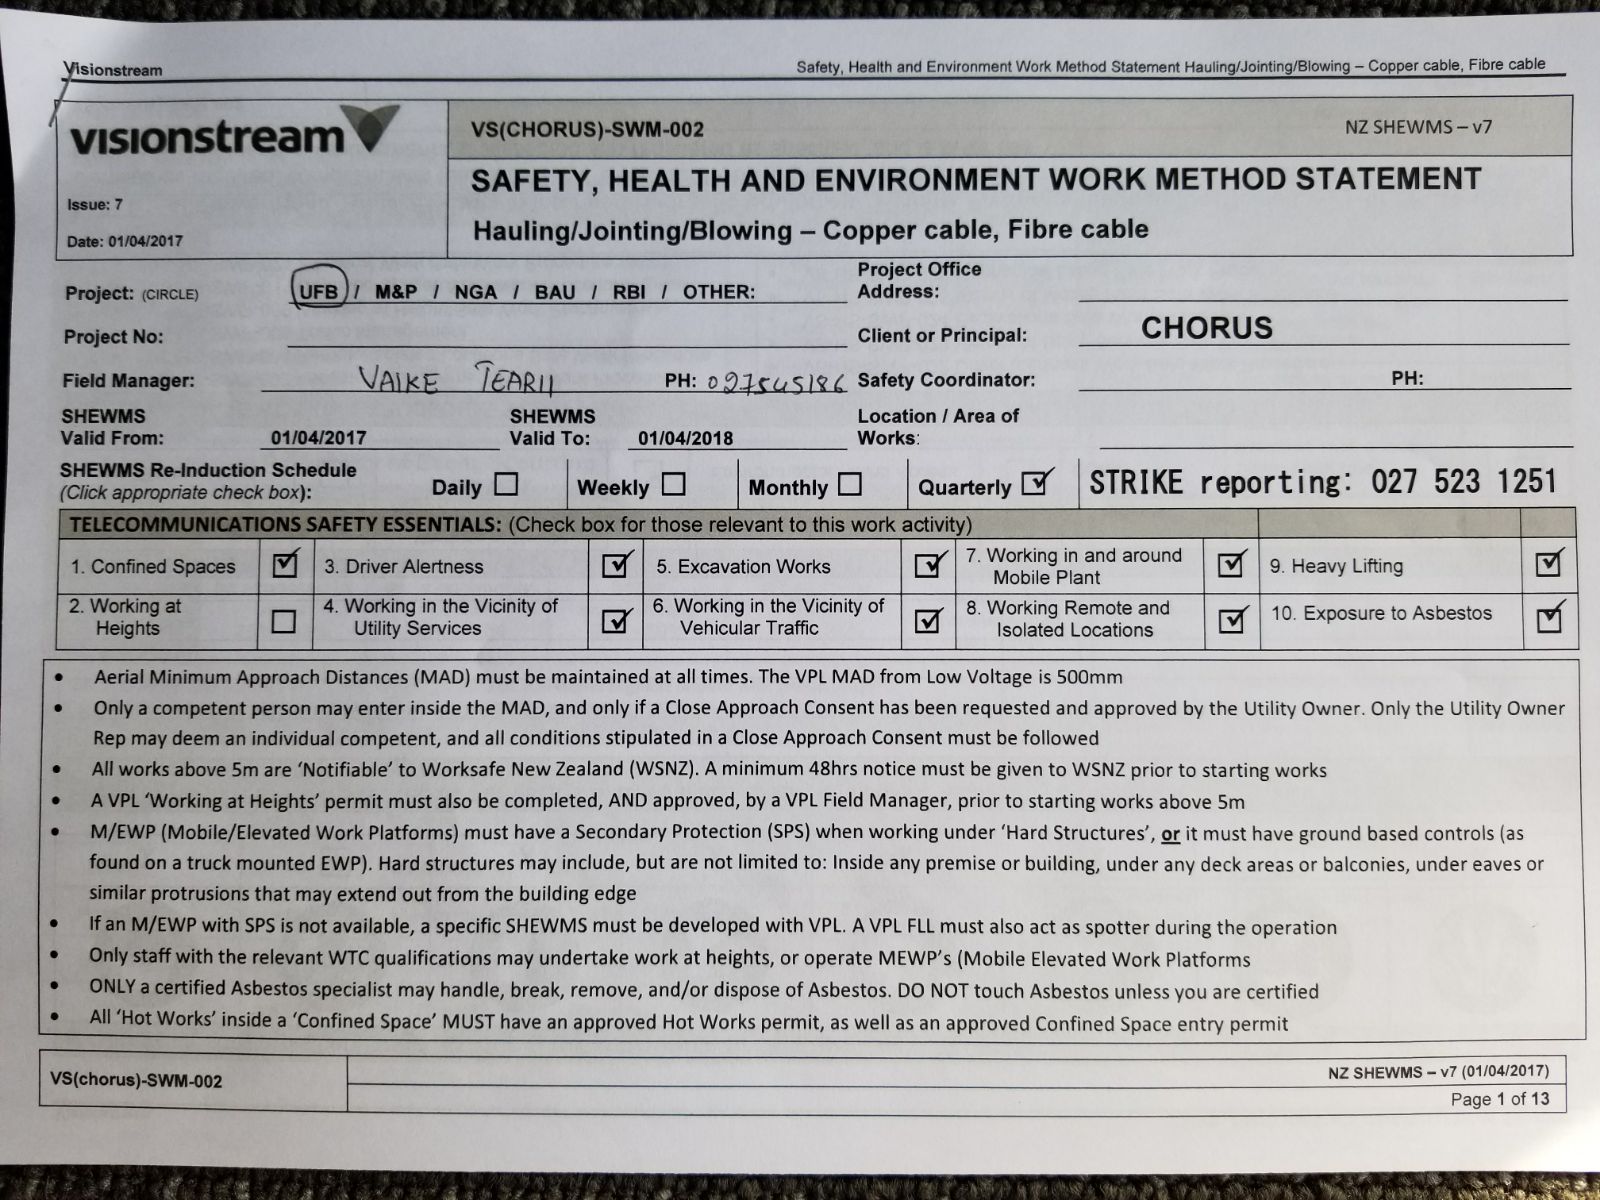 Visionstream
Safety, Health and Environment Work Method Statement Hauling/Jointing/Blowing – Copper cable, Fibre cable
visionstream
VS(CHORUS)-SWM-002
NZ SHEWMS – v7
SAFETY, HEALTH AND ENVIRONMENT WORK METHOD STATEMENT
Issue: 7
Hauling/Jointing/Blowing – Copper cable, Fibre cable
Date: 01/04/2017
Project: (CIRCLE) UFB / M&P / NGA / BAU / RBI / OTHER:
Project Office
Address:
Project No:
Client or Principal: CHORUS
Field Manager: VAIKE TEARII PH: 027545186
Safety Coordinator: PH:
SHEWMS
Valid From: 01/04/2017
SHEWMS
Valid To: 01/04/2018
Location / Area of
Works:
SHEWMS Re-Induction Schedule
(Click appropriate check box):
Daily ☐ Weekly ☐ Monthly ☐ Quarterly ☑
STRIKE reporting: 027 523 1251
TELECOMMUNICATIONS SAFETY ESSENTIALS: (Check box for those relevant to this work activity)
1. Confined Spaces ☑
3. Driver Alertness ☑
5. Excavation Works ☑
7. Working in and around
Mobile Plant ☑
9. Heavy Lifting ☑
2. Working at
Heights ☐
4. Working in the Vicinity of
Utility Services ☑
6. Working in the Vicinity of
Vehicular Traffic ☑
8. Working Remote and
Isolated Locations ☑
10. Exposure to Asbestos ☑
• Aerial Minimum Approach Distances (MAD) must be maintained at all times. The VPL MAD from Low Voltage is 500mm
• Only a competent person may enter inside the MAD, and only if a Close Approach Consent has been requested and approved by the Utility Owner. Only the Utility Owner
Rep may deem an individual competent, and all conditions stipulated in a Close Approach Consent must be followed
• All works above 5m are ‘Notifiable’ to Worksafe New Zealand (WSNZ). A minimum 48hrs notice must be given to WSNZ prior to starting works
• A VPL ‘Working at Heights’ permit must also be completed, AND approved, by a VPL Field Manager, prior to starting works above 5m
• M/EWP (Mobile/Elevated Work Platforms) must have a Secondary Protection (SPS) when working under ‘Hard Structures’, or it must have ground based controls (as
found on a truck mounted EWP). Hard structures may include, but are not limited to: Inside any premise or building, under any deck areas or balconies, under eaves or
similar protrusions that may extend out from the building edge
• If an M/EWP with SPS is not available, a specific SHEWMS must be developed with VPL. A VPL FLL must also act as spotter during the operation
• Only staff with the relevant WTC qualifications may undertake work at heights, or operate MEWP’s (Mobile Elevated Work Platforms
• ONLY a certified Asbestos specialist may handle, break, remove, and/or dispose of Asbestos. DO NOT touch Asbestos unless you are certified
• All ‘Hot Works’ inside a ‘Confined Space’ MUST have an approved Hot Works permit, as well as an approved Confined Space entry permit
VS(chorus)-SWM-002
NZ SHEWMS – v7 (01/04/2017)
Page 1 of 13